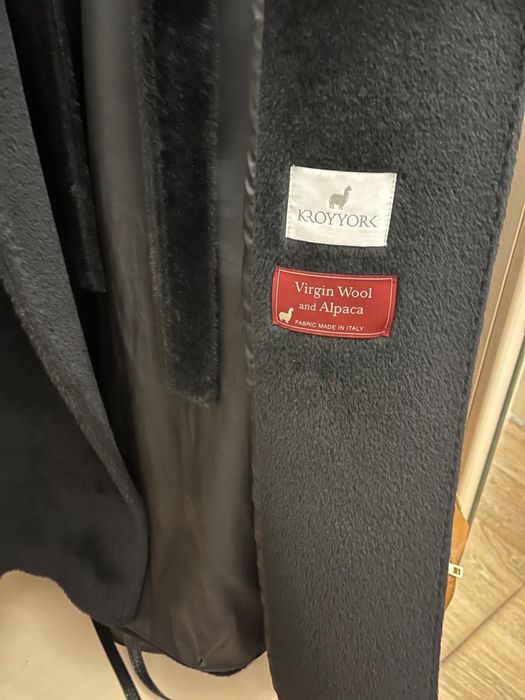 KROYYORK
Virgin Wool
and Alpaca
FABRIC MADE IN ITALY